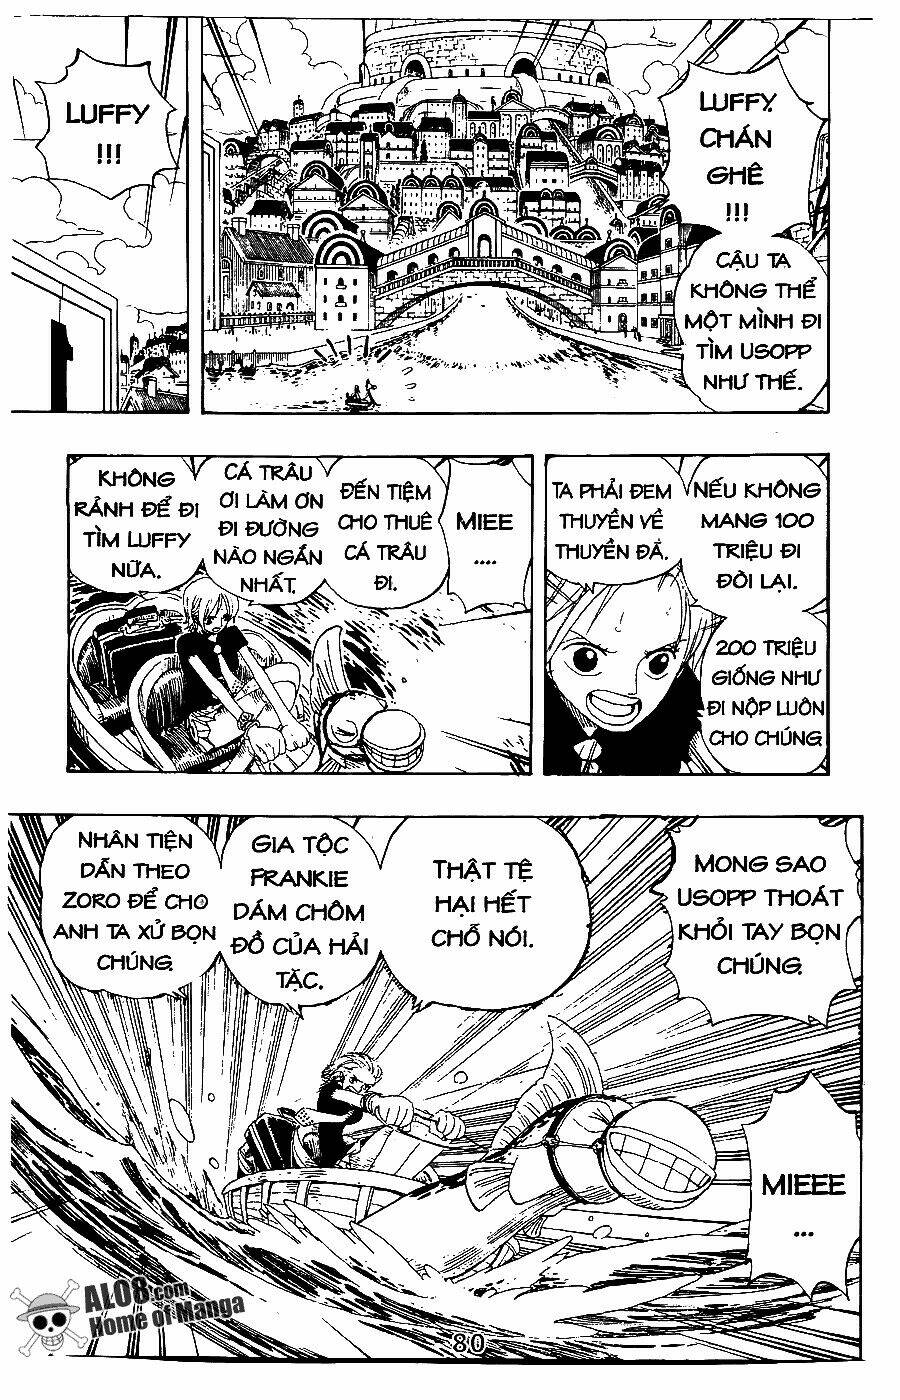 LUFFY.
CHÁN
GHÊ
!!!
CẬU TA
KHÔNG THỂ
MỘT MÌNH ĐI
TÌM USOPP
NHƯ THẾ.
LUFFY
!!!
NẾU KHÔNG
MANG 100
TRIỆU ĐI
ĐÒI LẠI.
200 TRIỆU
GIỐNG NHƯ
ĐI NỘP LUÔN
CHO CHÚNG
TA PHẢI ĐEM
THUYỀN VỀ
THUYỀN ĐÃ.
MIEE
....
ĐẾN TIỆM
CHO THUÊ
CÁ TRÂU
ĐI.
CÁ TRÂU
ƠI LÀM ƠN
ĐI ĐƯỜNG
NÀO NGẮN
NHẤT.
KHÔNG
RẢNH ĐỂ ĐI
TÌM LUFFY
NỮA.
MONG SAO
USOPP THOÁT
KHỎI TAY BỌN
CHÚNG.
THẬT TỆ
HẠI HẾT
CHỖ NÓI.
GIA TỘC
FRANKIE
DÁM CHÔM
ĐỒ CỦA HẢI
TẶC.
NHÂN TIỆN
DẪN THEO
ZORO ĐỂ CHO
ANH TA XỬ BỌN
CHÚNG.
MIEEE
...
AL08.com
Home of Manga
80